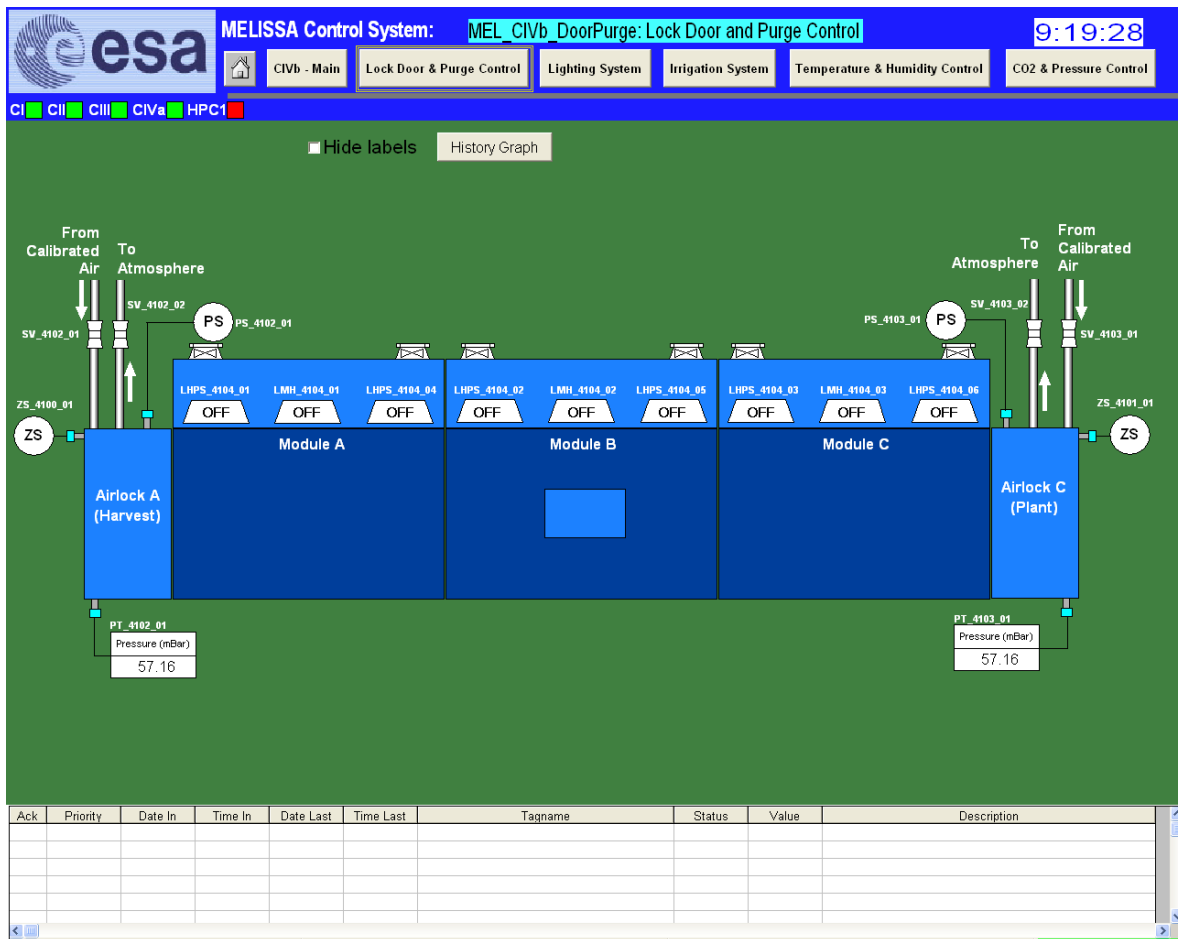 esa
MELISSA Control System:
MEL_CIVb_DoorPurge: Lock Door and Purge Control
9:19:28
CIVb - Main
Lock Door & Purge Control
Lighting System
Irrigation System
Temperature & Humidity Control
CO2 & Pressure Control
CI CII CIII CIVa HPC1
Hide labels
History Graph
From
Calibrated
Air
To
Atmosphere
To
Atmosphere
From
Calibrated
Air
SV_4102_01
SV_4102_02
PS
PS_4102_01
PS_4103_01
PS
SV_4103_02
SV_4103_01
ZS_4100_01
ZS
LHPS_4104_01
LMH_4104_01
LHPS_4104_04
LHPS_4104_02
LMH_4104_02
LHPS_4104_05
LHPS_4104_03
LMH_4104_03
LHPS_4104_06
OFF
OFF
OFF
OFF
OFF
OFF
OFF
OFF
OFF
ZS_4101_01
ZS
Module A
Module B
Module C
Airlock A
(Harvest)
Airlock C
(Plant)
PT_4102_01
Pressure (mBar)
57.16
PT_4103_01
Pressure (mBar)
57.16
Ack Priority Date In Time In Date Last Time Last Tagname Status Value Description